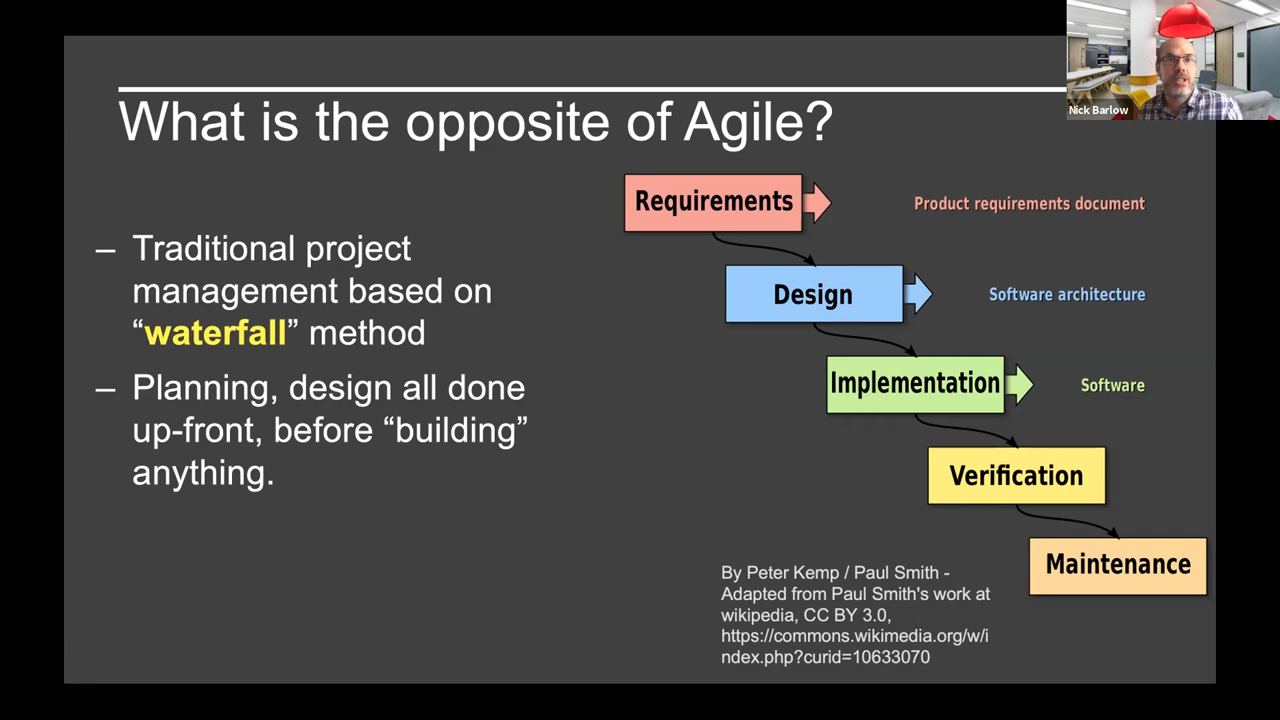 Nick Barlow
What is the opposite of Agile?
– Traditional project
management based on
“waterfall” method
– Planning, design all done
up-front, before “building”
anything.
Requirements
Product requirements document
Design
Software architecture
Implementation
Software
Verification
Maintenance
By Peter Kemp / Paul Smith -
Adapted from Paul Smith's work at
wikipedia, CC BY 3.0,
https://commons.wikimedia.org/w/i
ndex.php?curid=10633070